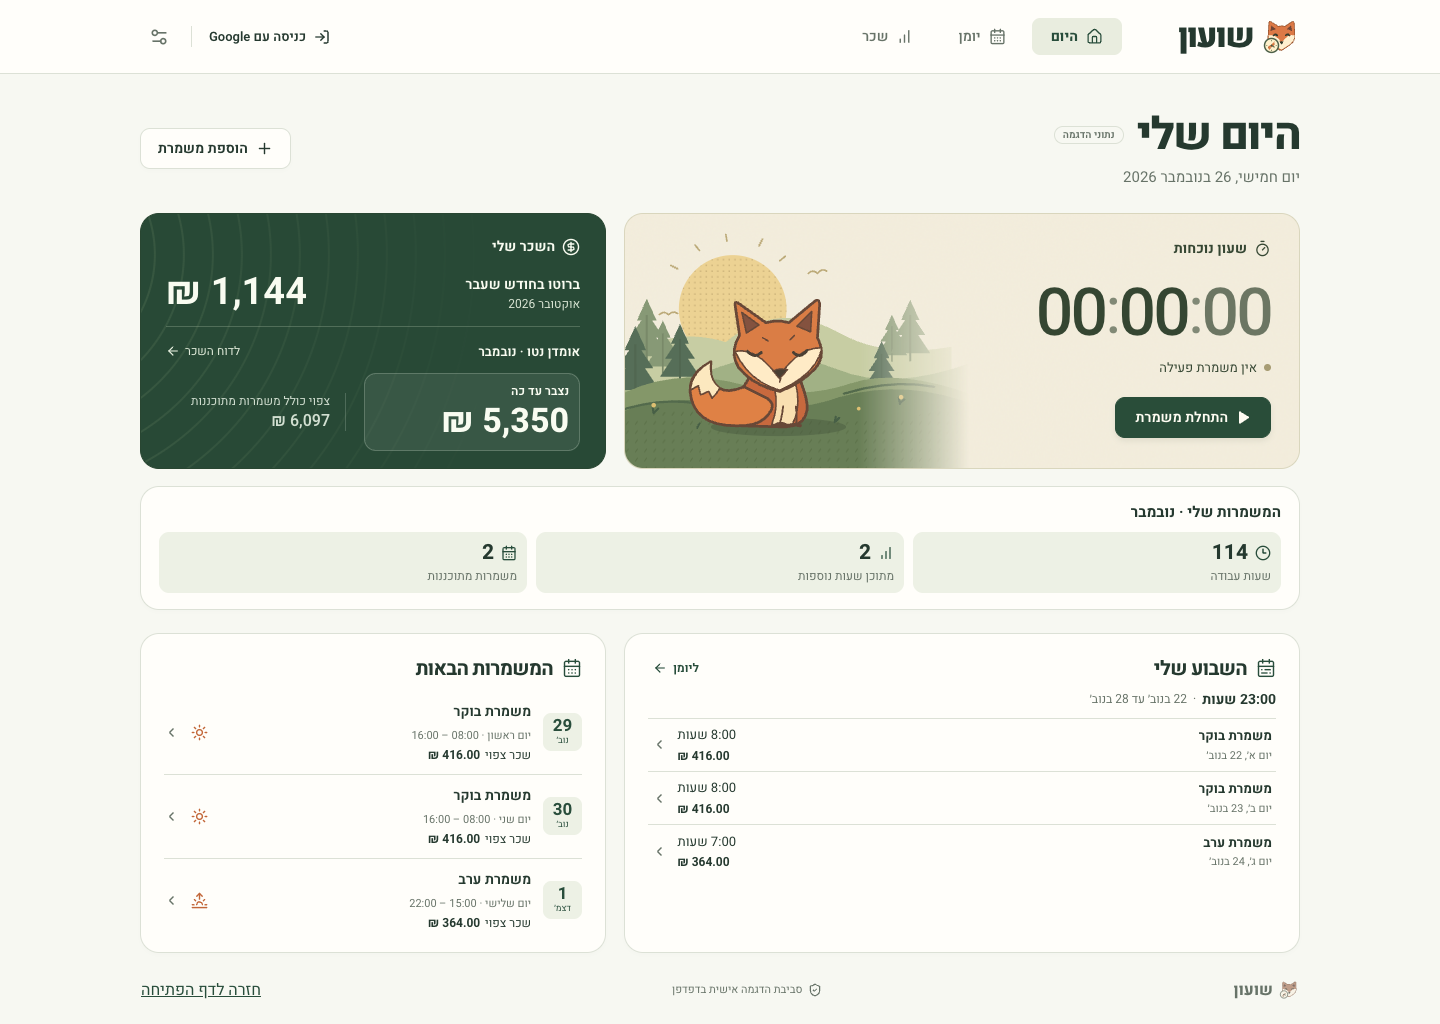 שועון
היום
יומן
שכר
כניסה עם Google
היום שלי
נתוני הדגמה
יום חמישי, 26 בנובמבר 2026
הוספת משמרת
שעון נוכחות
00:00:00
אין משמרת פעילה
התחלת משמרת
השכר שלי
ברוטו בחודש שעבר
אוקטובר 2026
1,144 ₪
אומדן נטו · נובמבר
לדוח השכר
נצבר עד כה
5,350 ₪
צפוי כולל משמרות מתוכננות
6,097 ₪
המשמרות שלי · נובמבר
114
שעות עבודה
2
מתוכן שעות נוספות
2
משמרות מתוכננות
השבוע שלי
ליומן
23:00 שעות · 22 בנוב׳ עד 28 בנוב׳
משמרת בוקר
יום א׳, 22 בנוב׳
8:00 שעות
416.00 ₪
משמרת בוקר
יום ב׳, 23 בנוב׳
8:00 שעות
416.00 ₪
משמרת ערב
יום ג׳, 24 בנוב׳
7:00 שעות
364.00 ₪
המשמרות הבאות
29
נוב׳
משמרת בוקר
יום ראשון · 08:00 – 16:00
שכר צפוי 416.00 ₪
30
נוב׳
משמרת בוקר
יום שני · 08:00 – 16:00
שכר צפוי 416.00 ₪
1
דצמ׳
משמרת ערב
יום שלישי · 15:00 – 22:00
שכר צפוי 364.00 ₪
שועון
סביבת הדגמה אישית בדפדפן
חזרה לדף הפתיחה